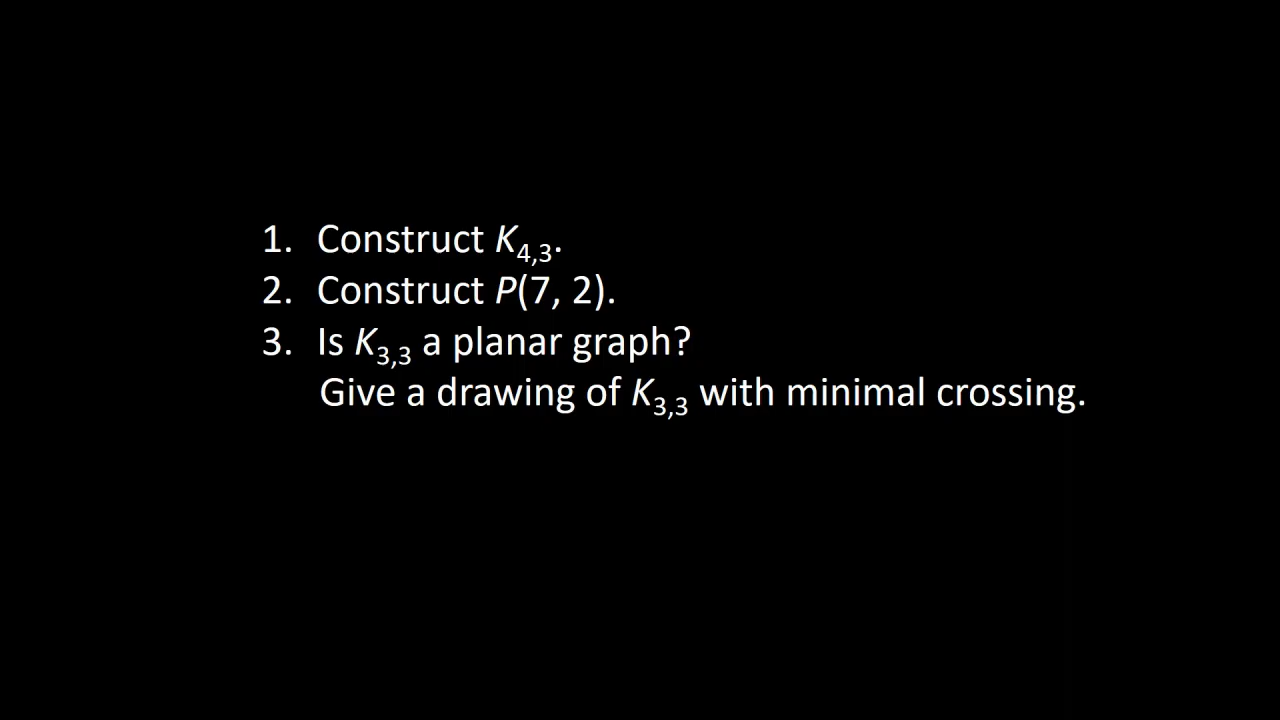 1. Construct K₄,₃.
2. Construct P(7, 2).
3. Is K₃,₃ a planar graph?
Give a drawing of K₃,₃ with minimal crossing.